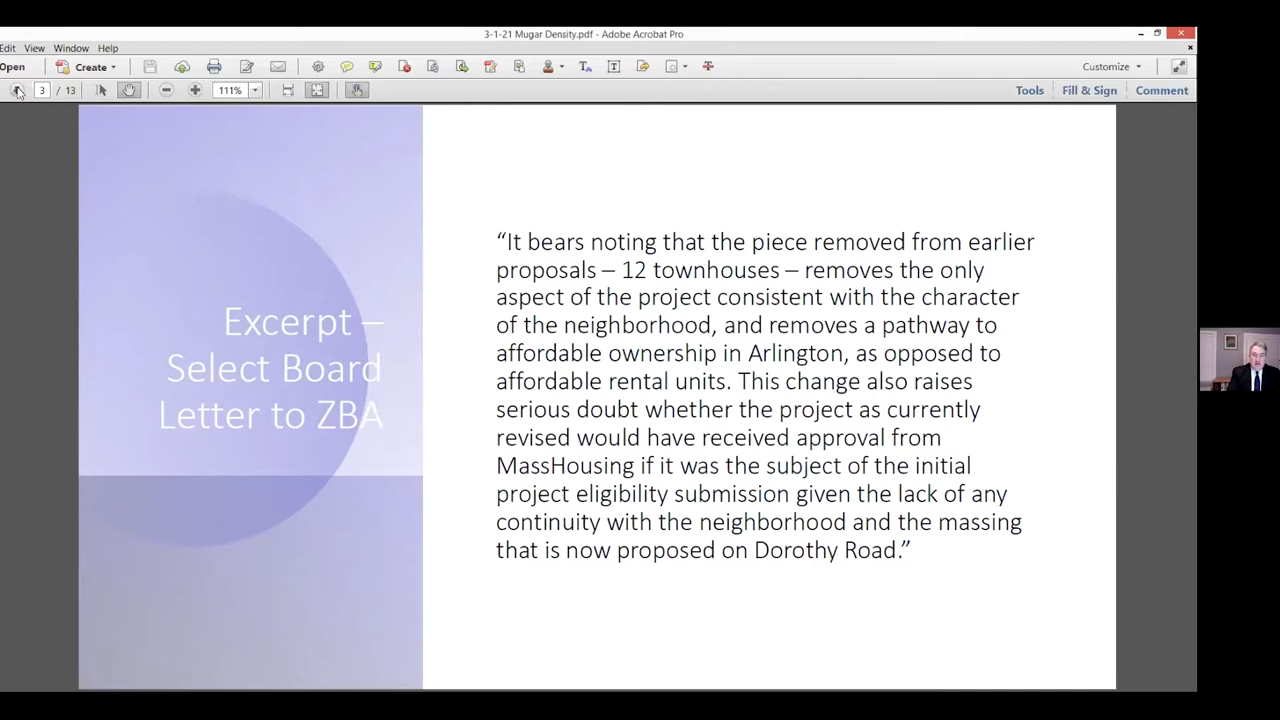 3-1-21 Mugar Density.pdf - Adobe Acrobat Pro
Edit View Window Help
Open Create Customize
3 / 13 111% Tools Fill & Sign Comment
Excerpt –
Select Board
Letter to ZBA
“It bears noting that the piece removed from earlier
proposals – 12 townhouses – removes the only
aspect of the project consistent with the character
of the neighborhood, and removes a pathway to
affordable ownership in Arlington, as opposed to
affordable rental units. This change also raises
serious doubt whether the project as currently
revised would have received approval from
MassHousing if it was the subject of the initial
project eligibility submission given the lack of any
continuity with the neighborhood and the massing
that is now proposed on Dorothy Road.”